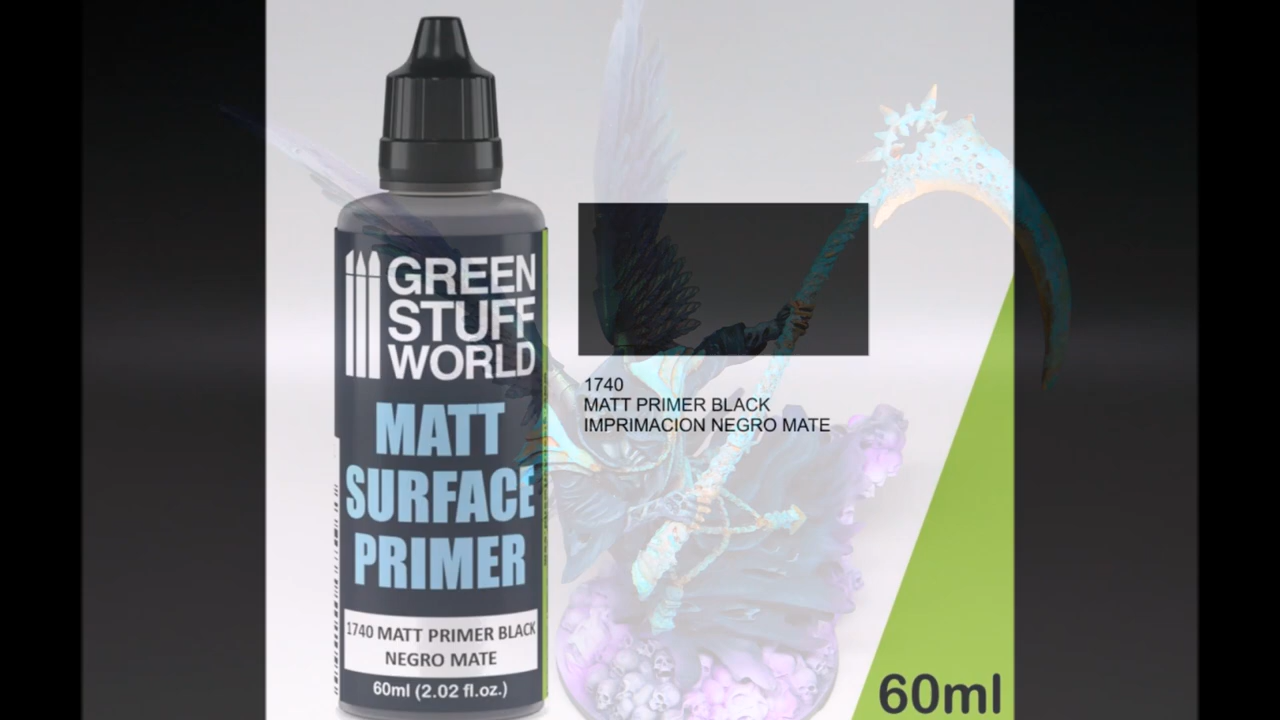 GREEN
STUFF
WORLD
MATT
SURFACE
PRIMER
1740 MATT PRIMER BLACK
NEGRO MATE
60ml (2.02 fl.oz.)
1740
MATT PRIMER BLACK
IMPRIMACION NEGRO MATE
60ml